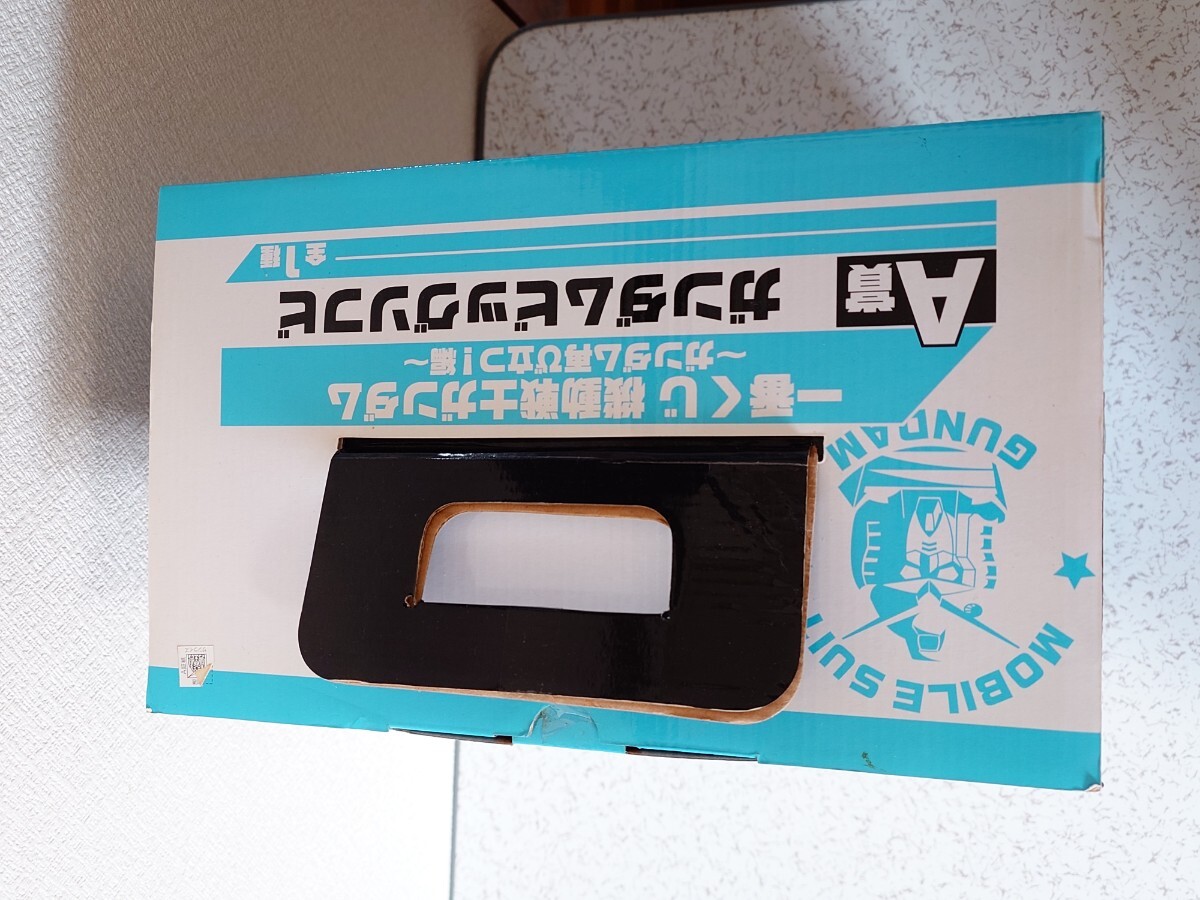 MOBILE SUIT
GUNDAM
一番くじ 機動戦士ガンダム
～ガンダム再び立つ！編～
A賞
ガンダムビッグソフビ
全1種